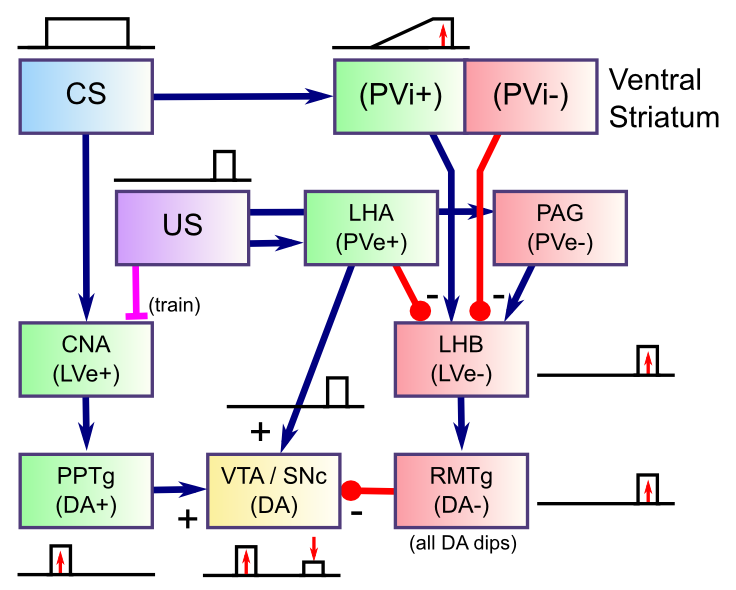 CS
(PVi+)
(PVi-)
Ventral
Striatum
US
LHA
(PVe+)
PAG
(PVe-)
(train)
-
-
CNA
(LVe+)
LHB
(LVe-)
+
PPTg
(DA+)
VTA / SNc
(DA)
RMTg
(DA-)
+
-
(all DA dips)